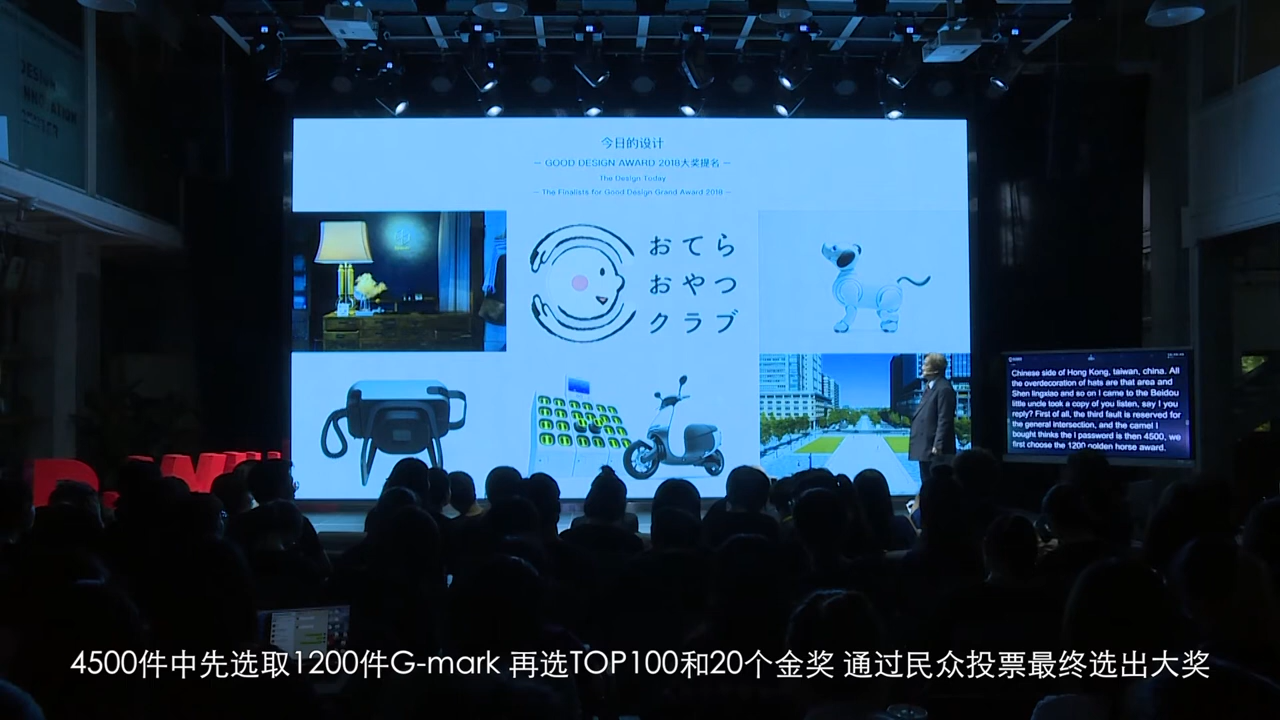 今日的设计
— GOOD DESIGN AWARD 2018大奖提名 —
The Design Today
— The Finalists for Good Design Grand Award 2018 —
おてら
おやつ
クラブ
Chinese side of Hong Kong, taiwan, china. All
the overdecoration of hats are that area and
Shen lingxiao and so on I came to the Beidou
little uncle took a copy of you listen, say I you
reply? First of all, the third fault is reserved for
the general intersection, and the camel I
bought thinks the I password is then 4500, we
first choose the 1200 golden horse award.
4500件中先选取1200件G-mark 再选TOP100和20个金奖 通过民众投票最终选出大奖